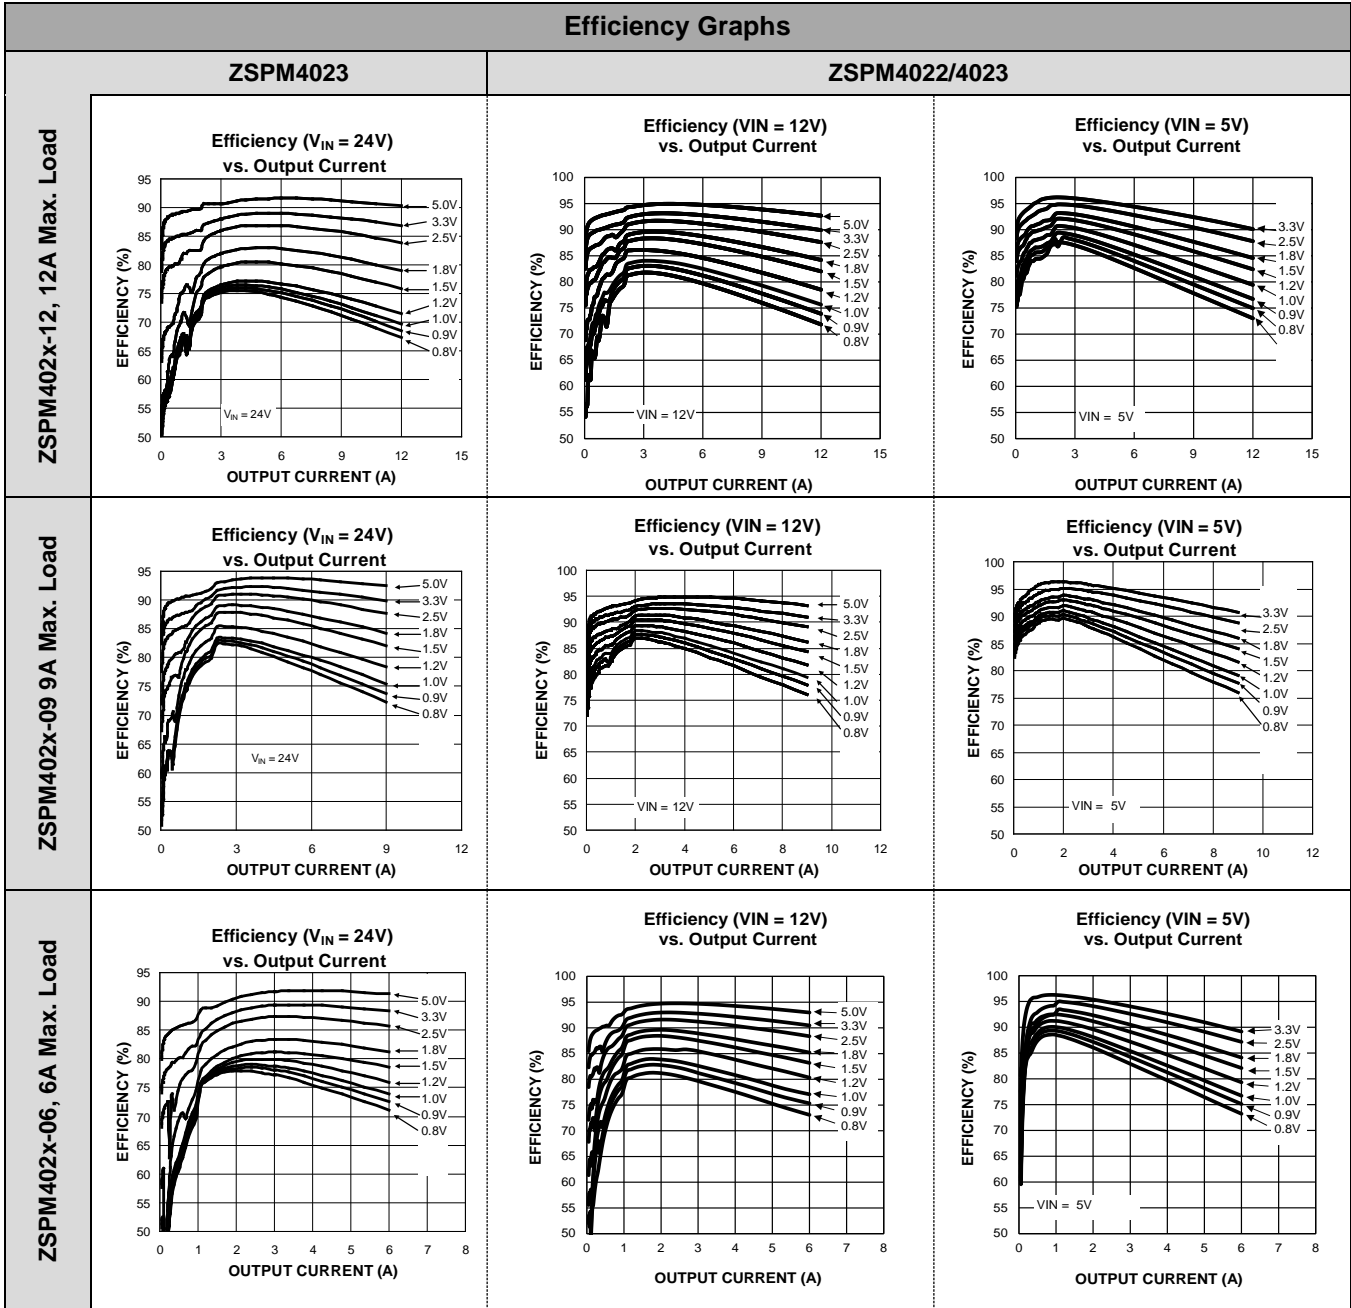 Efficiency Graphs
ZSPM4023
ZSPM4022/4023
ZSPM402x-12, 12A Max. Load
Efficiency (VIN = 24V)
vs. Output Current
EFFICIENCY (%)
95
90
85
80
75
70
65
60
55
50
5.0V
3.3V
2.5V
1.8V
1.5V
1.2V
1.0V
0.9V
0.8V
VIN = 24V
0 3 6 9 12 15
OUTPUT CURRENT (A)
Efficiency (VIN = 12V)
vs. Output Current
EFFICIENCY (%)
100
95
90
85
80
75
70
65
60
55
50
5.0V
3.3V
2.5V
1.8V
1.5V
1.2V
1.0V
0.9V
0.8V
VIN = 12V
0 3 6 9 12 15
OUTPUT CURRENT (A)
Efficiency (VIN = 5V)
vs. Output Current
EFFICIENCY (%)
100
95
90
85
80
75
70
65
60
55
50
3.3V
2.5V
1.8V
1.5V
1.2V
1.0V
0.9V
0.8V
VIN = 5V
0 3 6 9 12 15
OUTPUT CURRENT (A)
ZSPM402x-09 9A Max. Load
Efficiency (VIN = 24V)
vs. Output Current
EFFICIENCY (%)
95
90
85
80
75
70
65
60
55
50
5.0V
3.3V
2.5V
1.8V
1.5V
1.2V
1.0V
0.9V
0.8V
VIN = 24V
0 3 6 9 12
OUTPUT CURRENT (A)
Efficiency (VIN = 12V)
vs. Output Current
EFFICIENCY (%)
100
95
90
85
80
75
70
65
60
55
50
5.0V
3.3V
2.5V
1.8V
1.5V
1.2V
1.0V
0.9V
0.8V
VIN = 12V
0 2 4 6 8 10 12
OUTPUT CURRENT (A)
Efficiency (VIN = 5V)
vs. Output Current
EFFICIENCY (%)
100
95
90
85
80
75
70
65
60
55
50
3.3V
2.5V
1.8V
1.5V
1.2V
1.0V
0.9V
0.8V
VIN = 5V
0 2 4 6 8 10 12
OUTPUT CURRENT (A)
ZSPM402x-06, 6A Max. Load
Efficiency (VIN = 24V)
vs. Output Current
EFFICIENCY (%)
95
90
85
80
75
70
65
60
55
50
5.0V
3.3V
2.5V
1.8V
1.5V
1.2V
1.0V
0.9V
0.8V
0 1 2 3 4 5 6 7 8
OUTPUT CURRENT (A)
Efficiency (VIN = 12V)
vs. Output Current
EFFICIENCY (%)
100
95
90
85
80
75
70
65
60
55
50
5.0V
3.3V
2.5V
1.8V
1.5V
1.2V
1.0V
0.9V
0.8V
0 1 2 3 4 5 6 7 8
OUTPUT CURRENT (A)
Efficiency (VIN = 5V)
vs. Output Current
EFFICIENCY (%)
100
95
90
85
80
75
70
65
60
55
50
3.3V
2.5V
1.8V
1.5V
1.2V
1.0V
0.9V
0.8V
VIN = 5V
0 1 2 3 4 5 6 7 8
OUTPUT CURRENT (A)